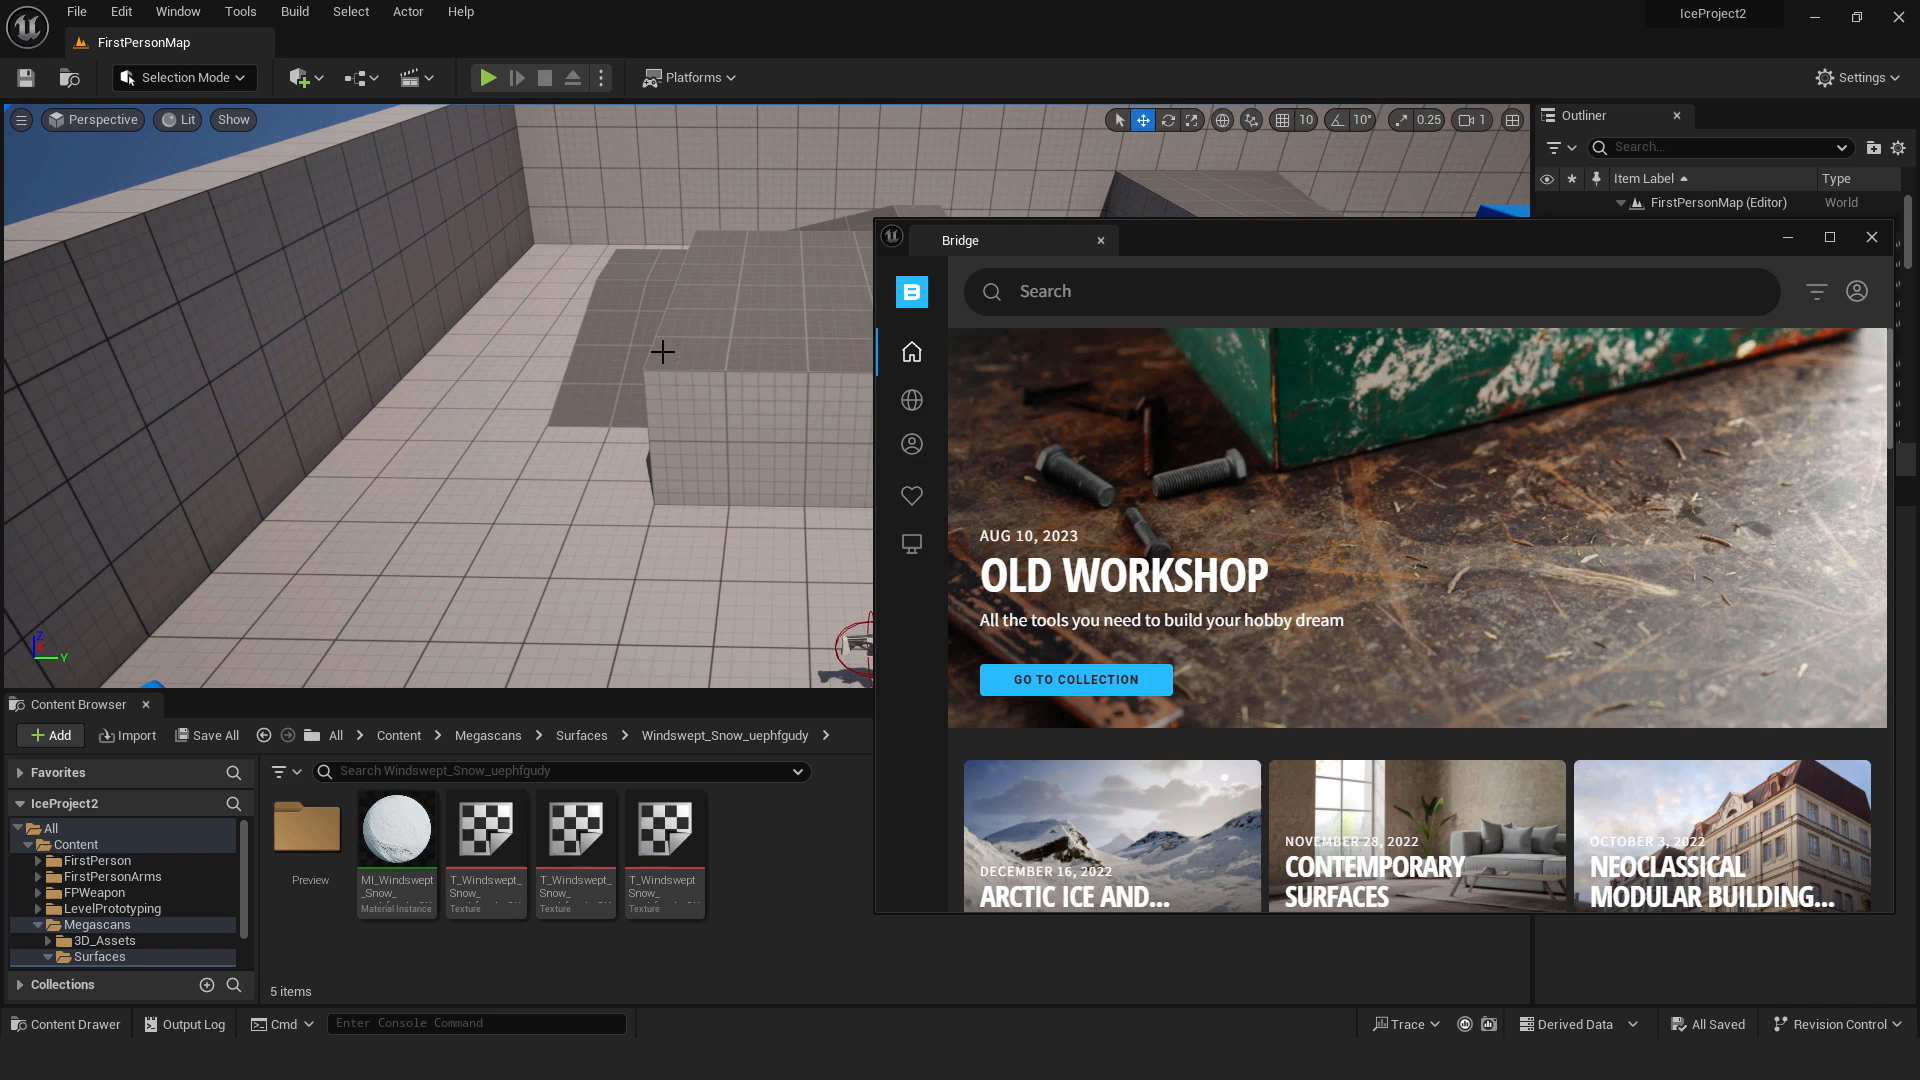 File Edit Window Tools Build Select Actor Help
IceProject2
FirstPersonMap
Selection Mode
Platforms
Settings
Perspective Lit Show
10 10° 0.25 1
Outliner
Search...
Item Label Type
FirstPersonMap (Editor) World
Bridge
Search
AUG 10, 2023
OLD WORKSHOP
All the tools you need to build your hobby dream
GO TO COLLECTION
DECEMBER 16, 2022
ARCTIC ICE AND...
NOVEMBER 28, 2022
CONTEMPORARY
SURFACES
OCTOBER 3, 2022
NEOCLASSICAL
MODULAR BUILDING...
Content Browser
Add Import Save All All Content Megascans Surfaces Windswept_Snow_uephfgudy
Favorites
Search Windswept_Snow_uephfgudy
IceProject2
All
Content
FirstPerson
FirstPersonArms
FPWeapon
LevelPrototyping
Megascans
3D_Assets
Surfaces
Collections
Preview
MI_Windswept
_Snow_
Material Instance
T_Windswept_
Snow_
Texture
T_Windswept_
Snow_
Texture
T_Windswept
Snow_
Texture
5 items
Content Drawer Output Log Cmd Enter Console Command Trace Derived Data All Saved Revision Control